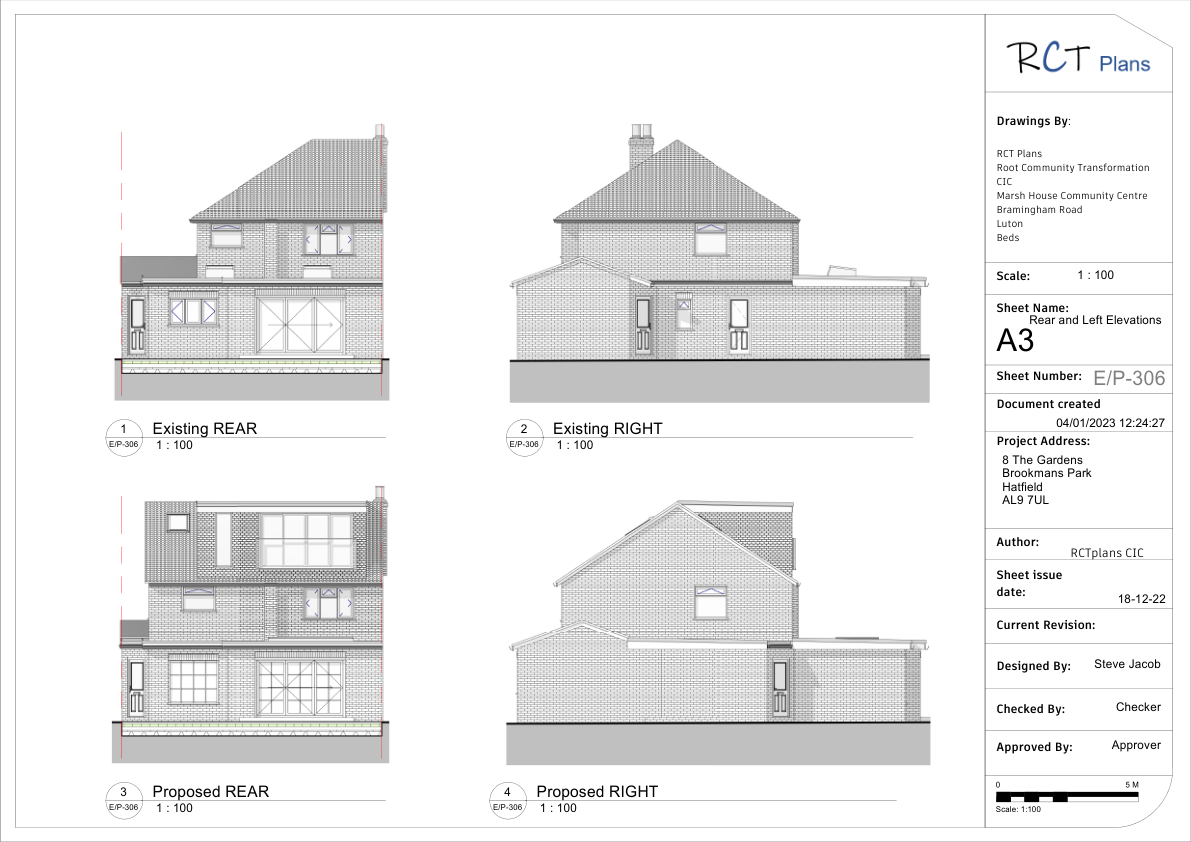 RCT Plans
Drawings By:
RCT Plans
Root Community Transformation
CIC
Marsh House Community Centre
Bramingham Road
Luton
Beds
Scale: 1 : 100
Sheet Name:
Rear and Left Elevations
A3
Sheet Number: E/P-306
Document created
04/01/2023 12:24:27
Project Address:
8 The Gardens
Brookmans Park
Hatfield
AL9 7UL
Author:
RCTplans CIC
Sheet issue
date:
18-12-22
Current Revision:
Designed By: Steve Jacob
Checked By: Checker
Approved By: Approver
0 5 M
Scale: 1:100
1 Existing REAR
E/P-306 1 : 100
2 Existing RIGHT
E/P-306 1 : 100
3 Proposed REAR
E/P-306 1 : 100
4 Proposed RIGHT
E/P-306 1 : 100